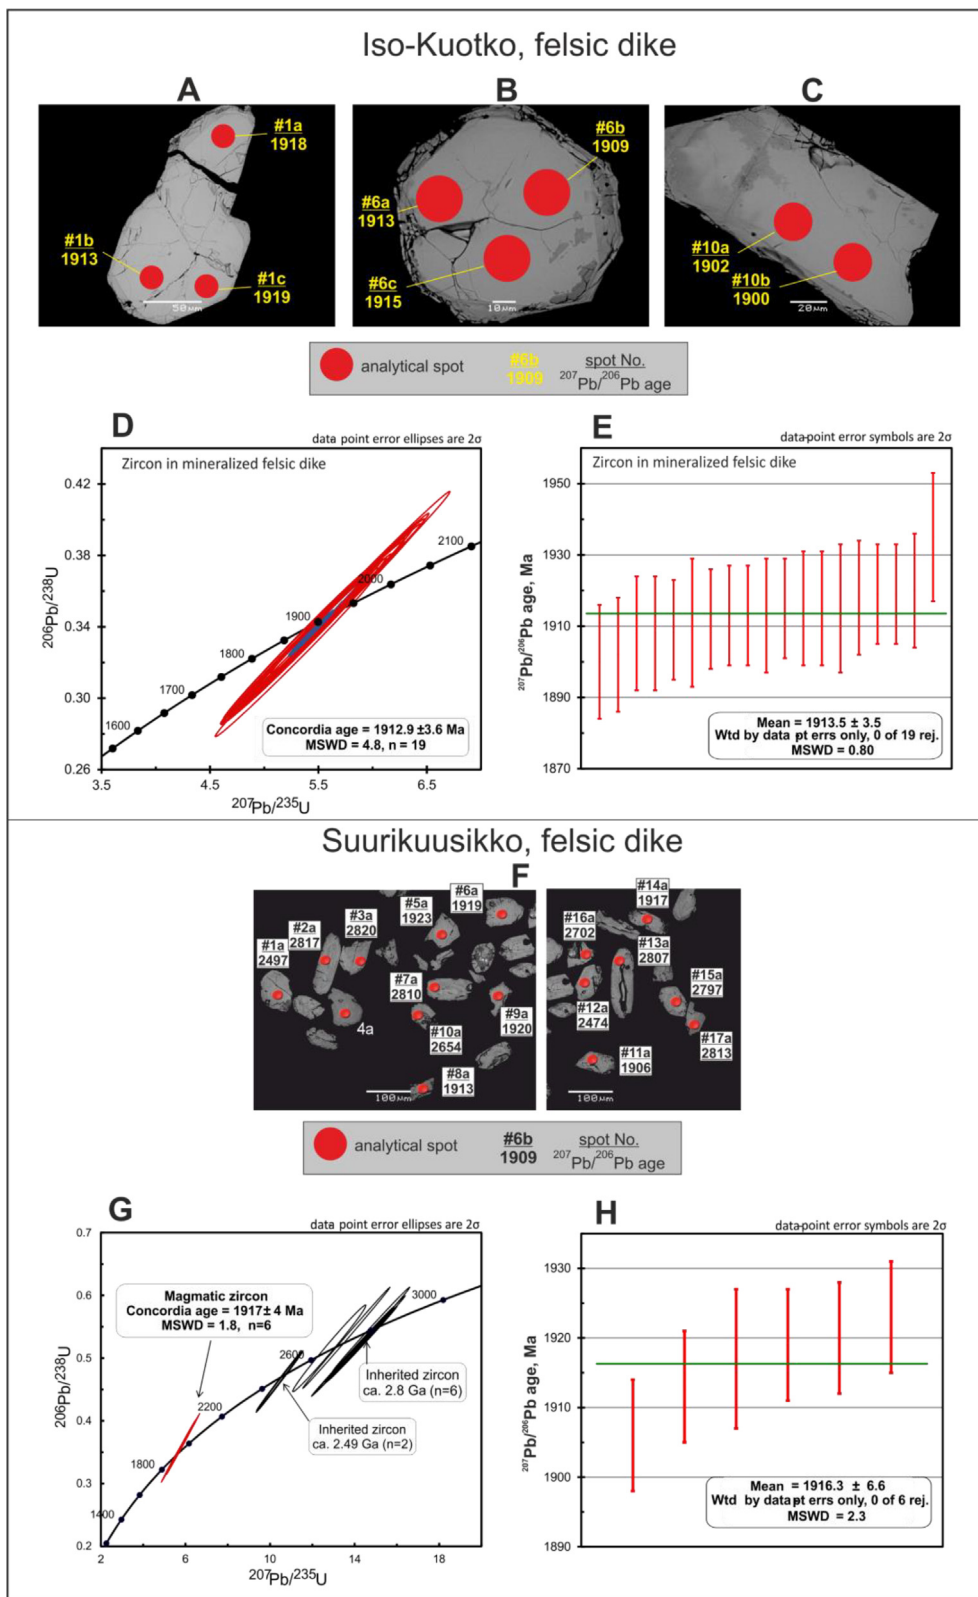 Iso-Kuotko, felsic dike
A
B
C
#1a
1918
#1b
1913
#1c
1919
50µm
#6b
1909
#6a
1913
#6c
1915
10µm
#10a
1902
#10b
1900
20µm
analytical spot
#6b
1909
spot No.
207Pb/206Pb age
D
data-point error ellipses are 2σ
Zircon in mineralized felsic dike
0.42
0.38
0.34
0.30
0.26
206Pb/238U
1600
1700
1800
1900
2000
2100
Concordia age = 1912.9 ±3.6 Ma
MSWD = 4.8, n = 19
3.5
4.5
5.5
6.5
207Pb/235U
E
data-point error symbols are 2σ
Zircon in mineralized felsic dike
1950
1930
1910
1890
1870
207Pb/206Pb age, Ma
Mean = 1913.5 ± 3.5
Wtd by data pt errs only, 0 of 19 rej.
MSWD = 0.80
Suurikuusikko, felsic dike
F
#1a
2497
#2a
2817
#3a
2820
#5a
1923
#6a
1919
4a
#7a
2810
#10a
2654
#9a
1920
#8a
1913
100µm
#14a
1917
#16a
2702
#13a
2807
#12a
2474
#15a
2797
#17a
2813
#11a
1906
100µm
analytical spot
#6b
1909
spot No.
207Pb/206Pb age
G
data point error ellipses are 2σ
0.7
0.6
0.5
0.4
0.3
0.2
206Pb/238U
Magmatic zircon
Concordia age = 1917± 4 Ma
MSWD = 1.8, n=6
1400
1800
2200
2600
3000
Inherited zircon
ca. 2.8 Ga (n=6)
Inherited zircon
ca. 2.49 Ga (n=2)
2
6
10
14
18
207Pb/235U
H
data-point error symbols are 2σ
1930
1920
1910
1900
1890
207Pb/206Pb age, Ma
Mean = 1916.3 ± 6.6
Wtd by data pt errs only, 0 of 6 rej.
MSWD = 2.3